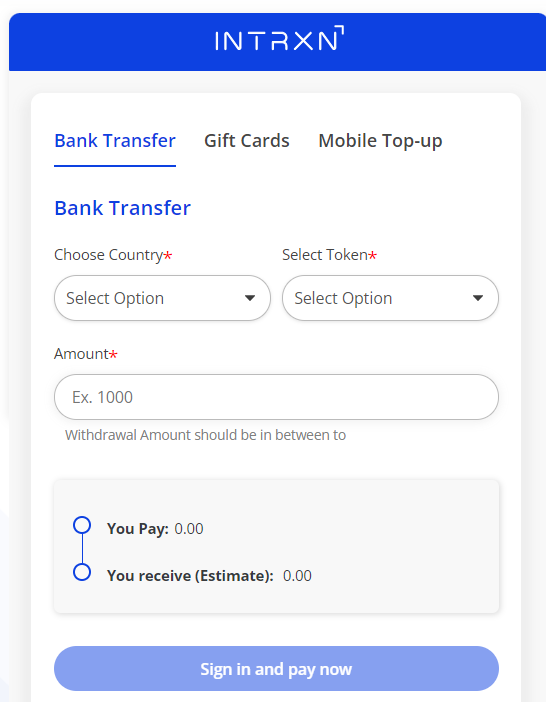 INTRXN
Bank Transfer Gift Cards Mobile Top-up
Bank Transfer
Choose Country* Select Token*
Select Option Select Option
Amount*
Ex. 1000
Withdrawal Amount should be in between to
You Pay: 0.00
You receive (Estimate): 0.00
Sign in and pay now